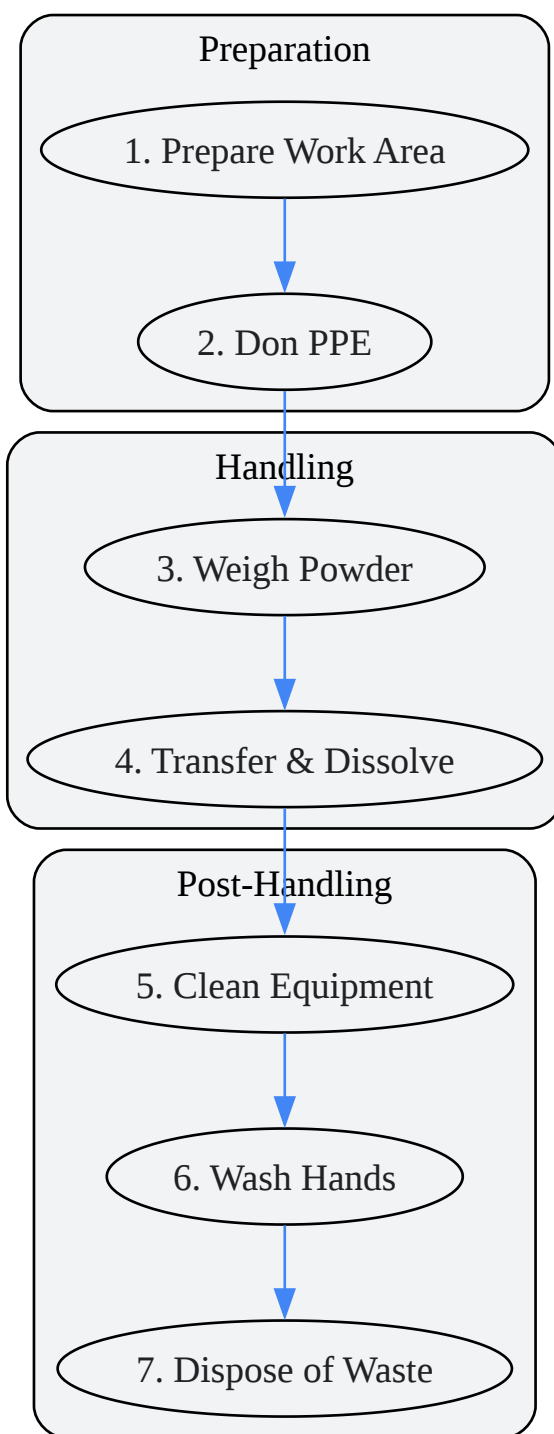 Preparation
1. Prepare Work Area
2. Don PPE
Handling
3. Weigh Powder
4. Transfer & Dissolve
Post-Handling
5. Clean Equipment
6. Wash Hands
7. Dispose of Waste